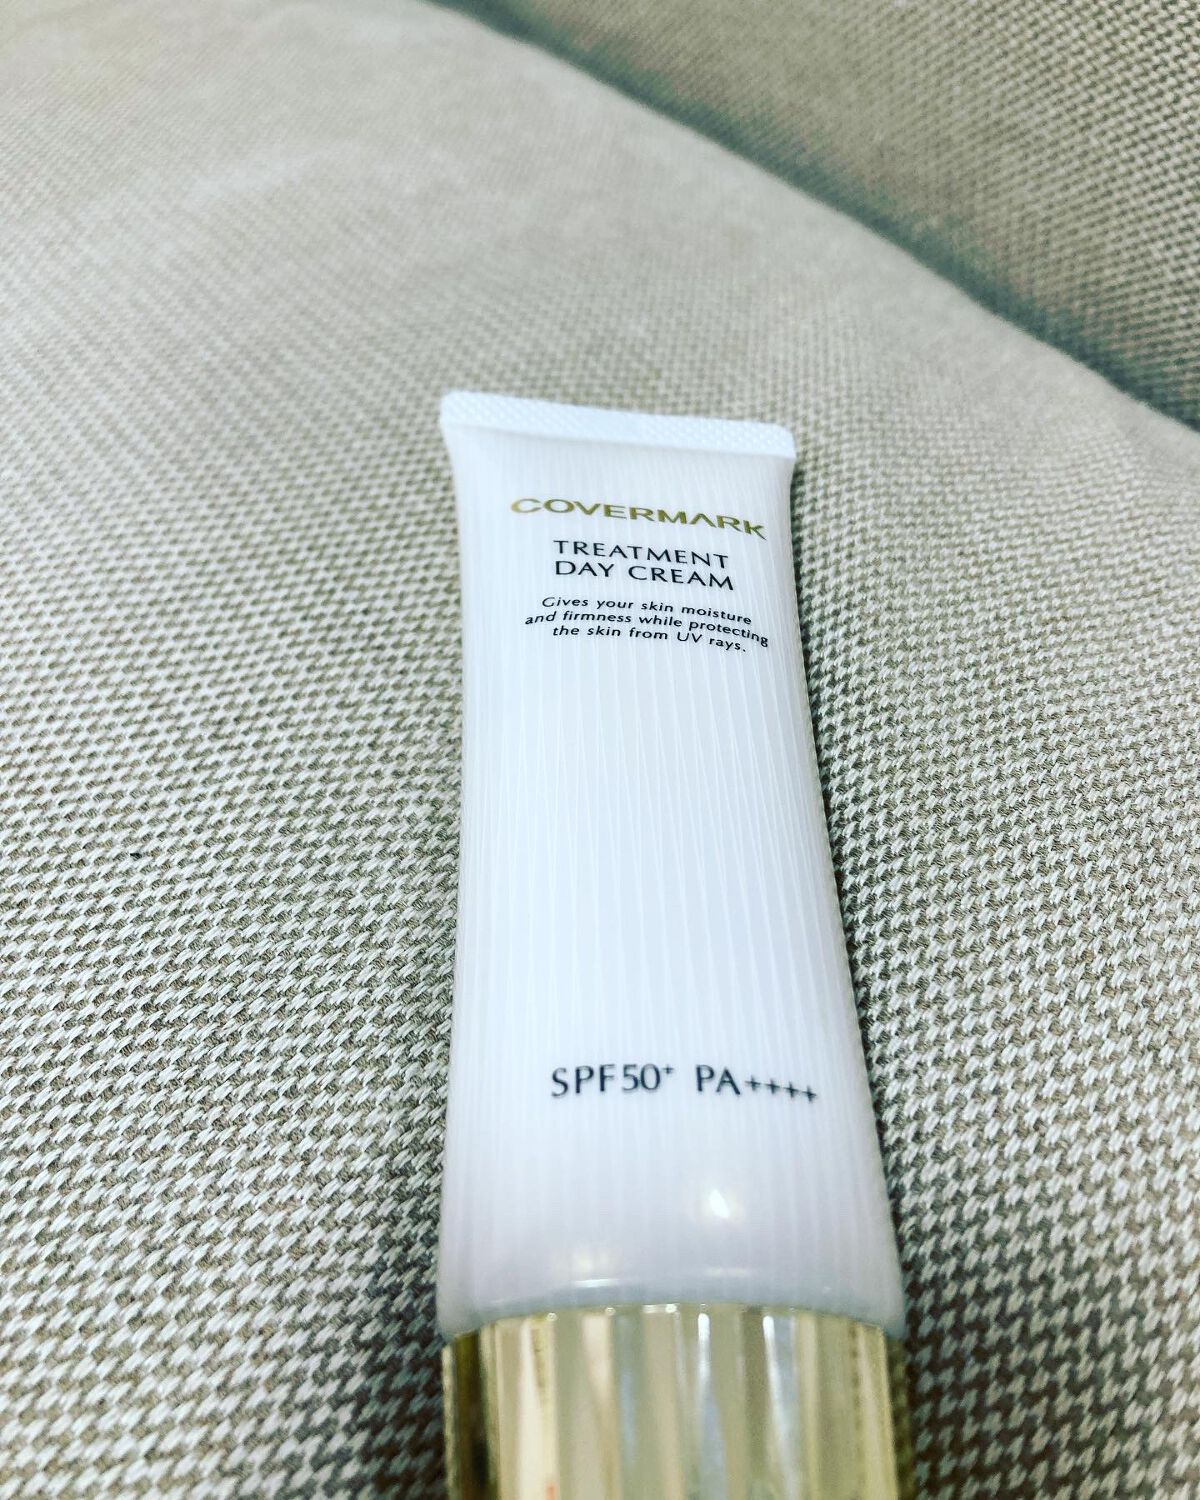 COVERMARK
TREATMENT
DAY CREAM
Gives your skin moisture
and firmness while protecting
the skin from UV rays.
SPF50⁺ PA++++